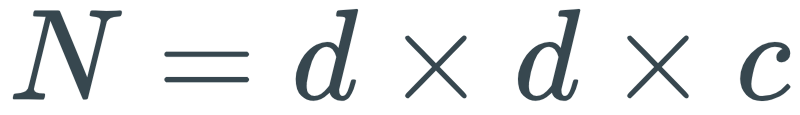 N = d × d × c